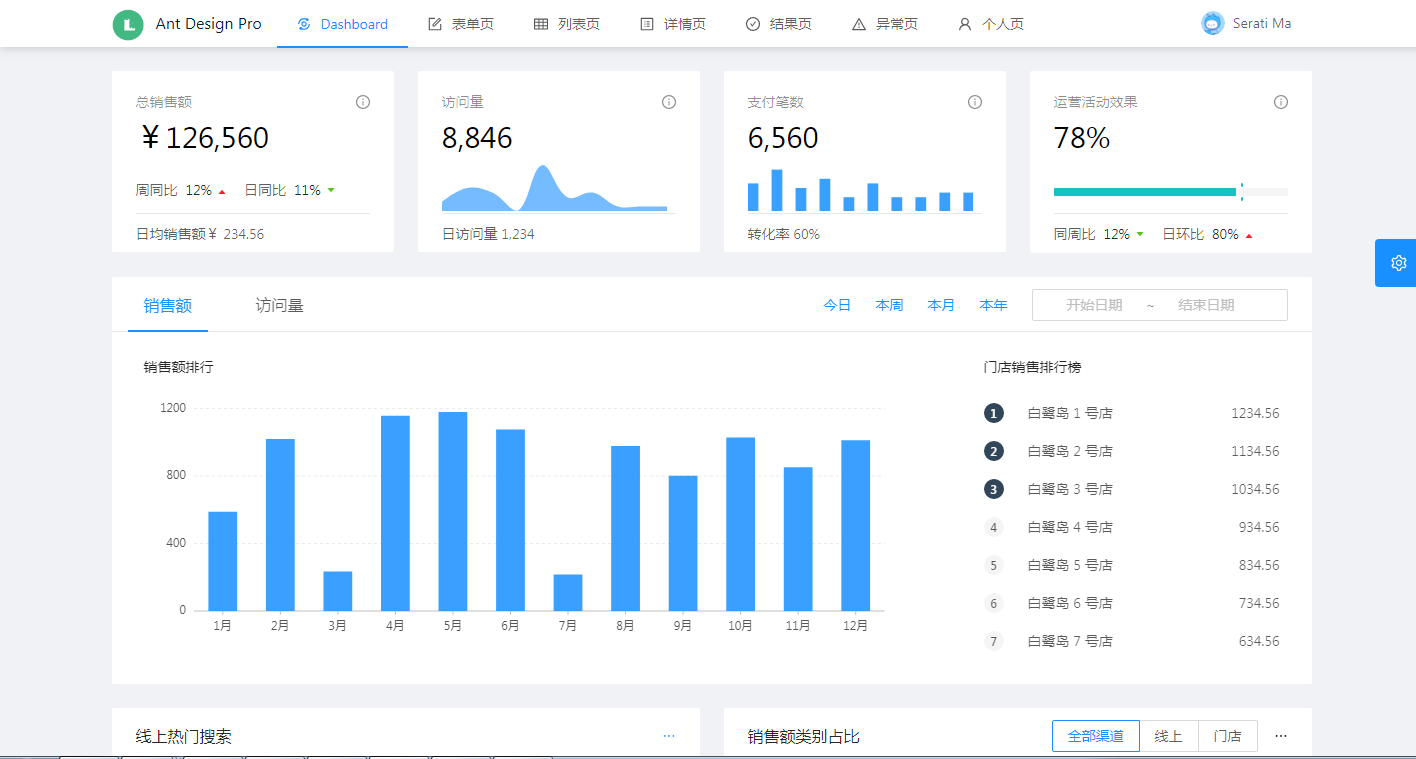 Ant Design Pro Dashboard 表单页 列表页 详情页 结果页 异常页 个人页 Serati Ma
总销售额
¥ 126,560
周同比 12% 日同比 11%
日均销售额¥ 234.56
访问量
8,846
日访问量 1,234
支付笔数
6,560
转化率 60%
运营活动效果
78%
同周比 12% 日环比 80%
销售额 访问量 今日 本周 本月 本年 开始日期 ~ 结束日期
销售额排行
1200
800
400
0
1月 2月 3月 4月 5月 6月 7月 8月 9月 10月 11月 12月
门店销售排行榜
1 白鹭岛 1 号店 1234.56
2 白鹭岛 2 号店 1134.56
3 白鹭岛 3 号店 1034.56
4 白鹭岛 4 号店 934.56
5 白鹭岛 5 号店 834.56
6 白鹭岛 6 号店 734.56
7 白鹭岛 7 号店 634.56
线上热门搜索 ···
销售额类别占比 全部渠道 线上 门店 ···